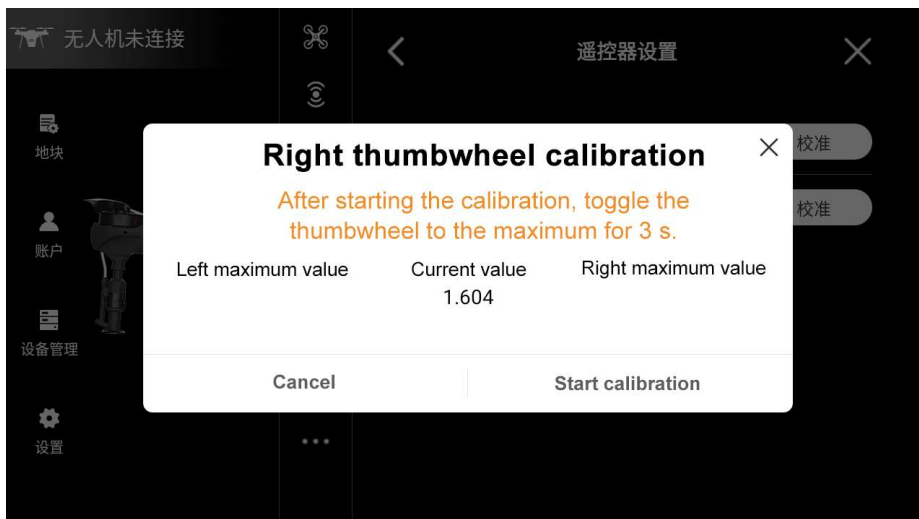 无人机未连接
遥控器设置
地块
校准
Right thumbwheel calibration
After starting the calibration, toggle the
thumbwheel to the maximum for 3 s.
校准
账户
Left maximum value Current value Right maximum value
1.604
设备管理
Cancel Start calibration
设置